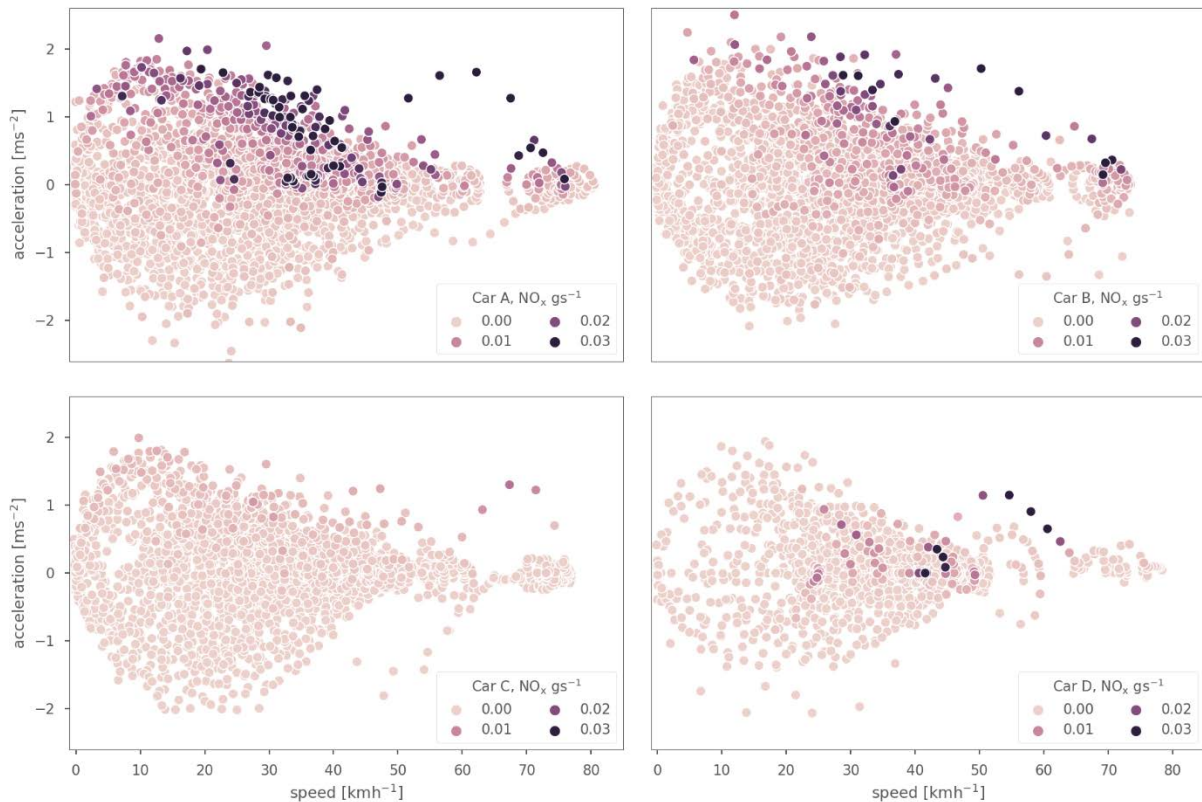 2
1
0
−1
−2
acceleration [ms⁻²]
Car A, NOₓ gs⁻¹
0.00 0.02
0.01 0.03
Car B, NOₓ gs⁻¹
0.00 0.02
0.01 0.03
2
1
0
−1
−2
acceleration [ms⁻²]
Car C, NOₓ gs⁻¹
0.00 0.02
0.01 0.03
Car D, NOₓ gs⁻¹
0.00 0.02
0.01 0.03
0 10 20 30 40 50 60 70 80
0 10 20 30 40 50 60 70 80
speed [kmh⁻¹]
speed [kmh⁻¹]